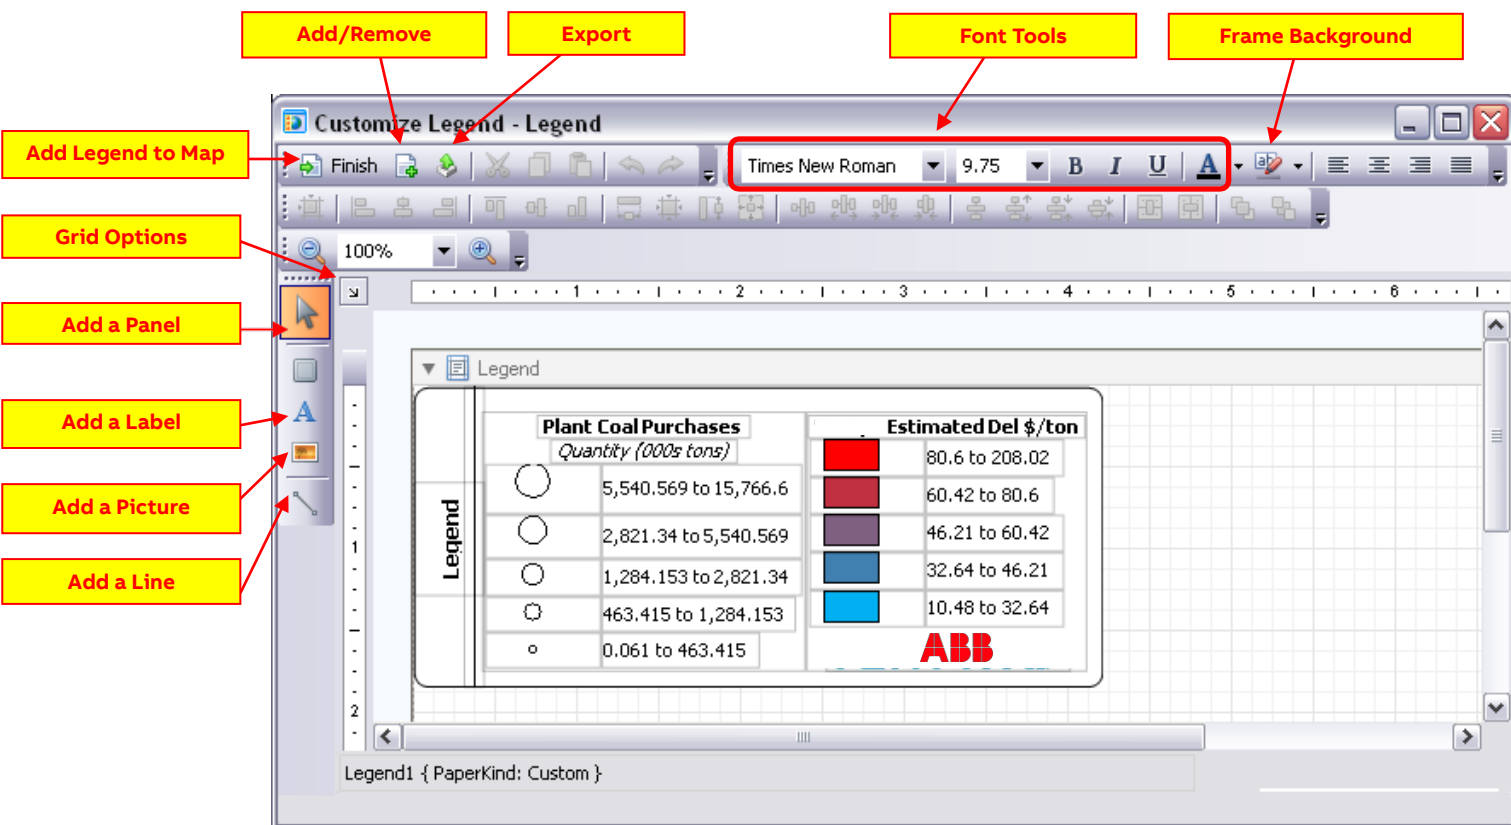 Add/Remove
Export
Font Tools
Frame Background
Customize Legend - Legend
Add Legend to Map
Finish
Times New Roman
9.75
B I U A
ab
Grid Options
100%
1 2 3 4 5 6
Add a Panel
Legend
Add a Label
A
Plant Coal Purchases
Quantity (000s tons)
5,540.569 to 15,766.6
2,821.34 to 5,540.569
1,284.153 to 2,821.34
463.415 to 1,284.153
0.061 to 463.415
Estimated Del $/ton
80.6 to 208.02
60.42 to 80.6
46.21 to 60.42
32.64 to 46.21
10.48 to 32.64
ABB
Legend
Add a Picture
Add a Line
1
2
Legend1 { PaperKind: Custom }